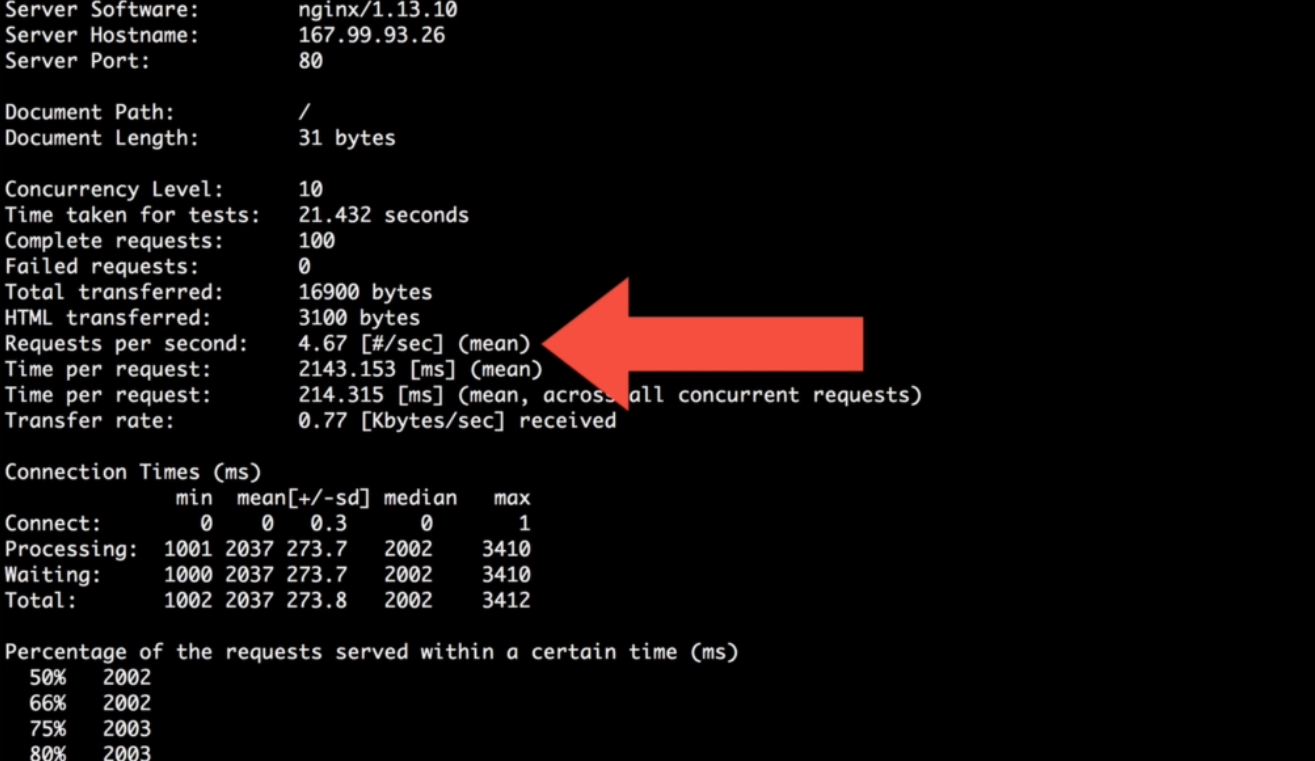 Server Software: nginx/1.13.10
Server Hostname: 167.99.93.26
Server Port: 80
Document Path: /
Document Length: 31 bytes
Concurrency Level: 10
Time taken for tests: 21.432 seconds
Complete requests: 100
Failed requests: 0
Total transferred: 16900 bytes
HTML transferred: 3100 bytes
Requests per second: 4.67 [#/sec] (mean)
Time per request: 2143.153 [ms] (mean)
Time per request: 214.315 [ms] (mean, across all concurrent requests)
Transfer rate: 0.77 [Kbytes/sec] received
Connection Times (ms)
min mean[+/-sd] median max
Connect: 0 0 0.3 0 1
Processing: 1001 2037 273.7 2002 3410
Waiting: 1000 2037 273.7 2002 3410
Total: 1002 2037 273.8 2002 3412
Percentage of the requests served within a certain time (ms)
50% 2002
66% 2002
75% 2003
80% 2003